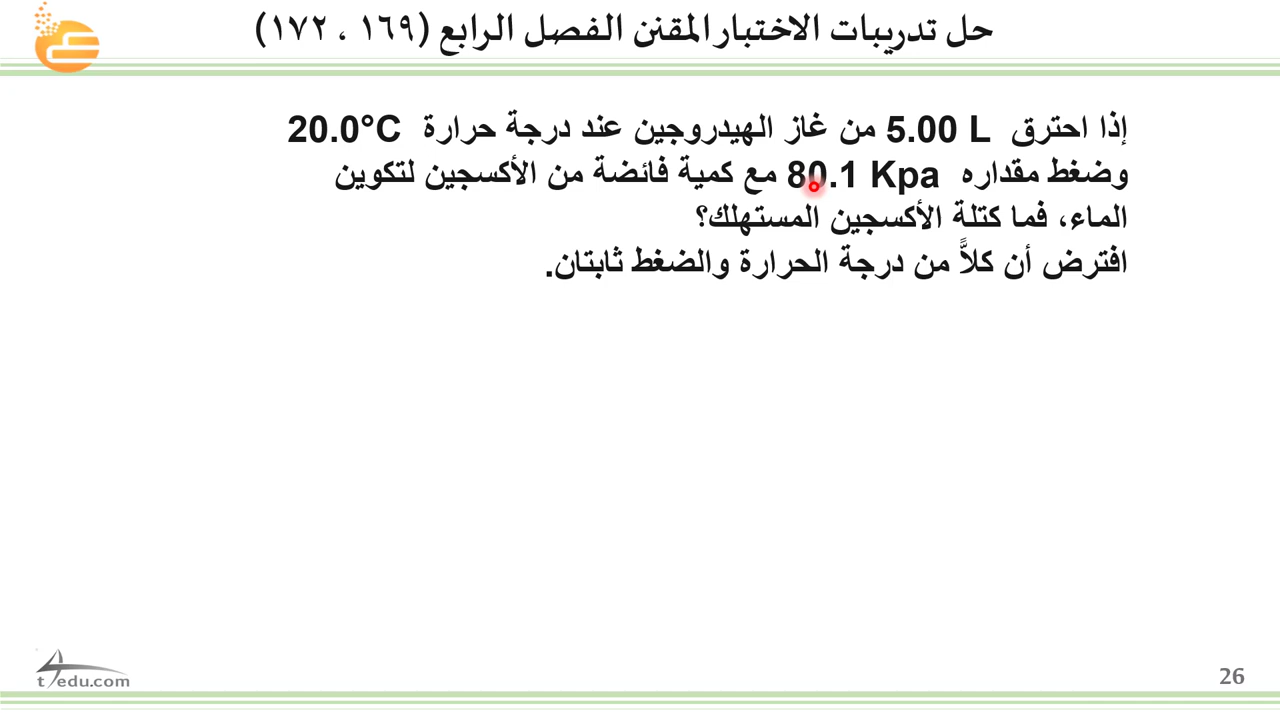 حل تدريبات الاختبار المقنن الفصل الرابع (١٦٩ ، ١٧٢)
إذا احترق 5.00 L من غاز الهيدروجين عند درجة حرارة 20.0°C
وضغط مقداره 80.1 Kpa مع كمية فائضة من الأكسجين لتكوين
الماء، فما كتلة الأكسجين المستهلك؟
افترض أن كلاًّ من درجة الحرارة والضغط ثابتان.
t4edu.com
26